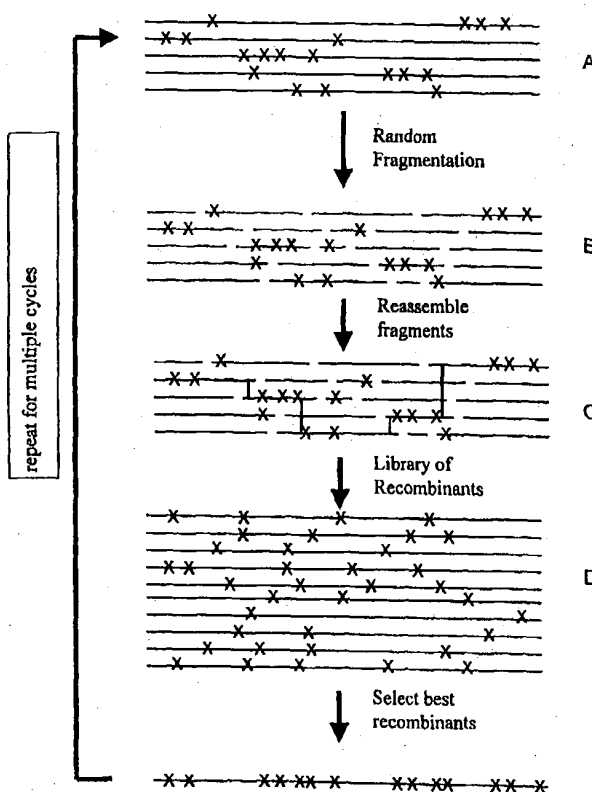 A
Random
Fragmentation
B
Reassemble
fragments
C
Library of
Recombinants
D
Select best
recombinants
repeat for multiple cycles